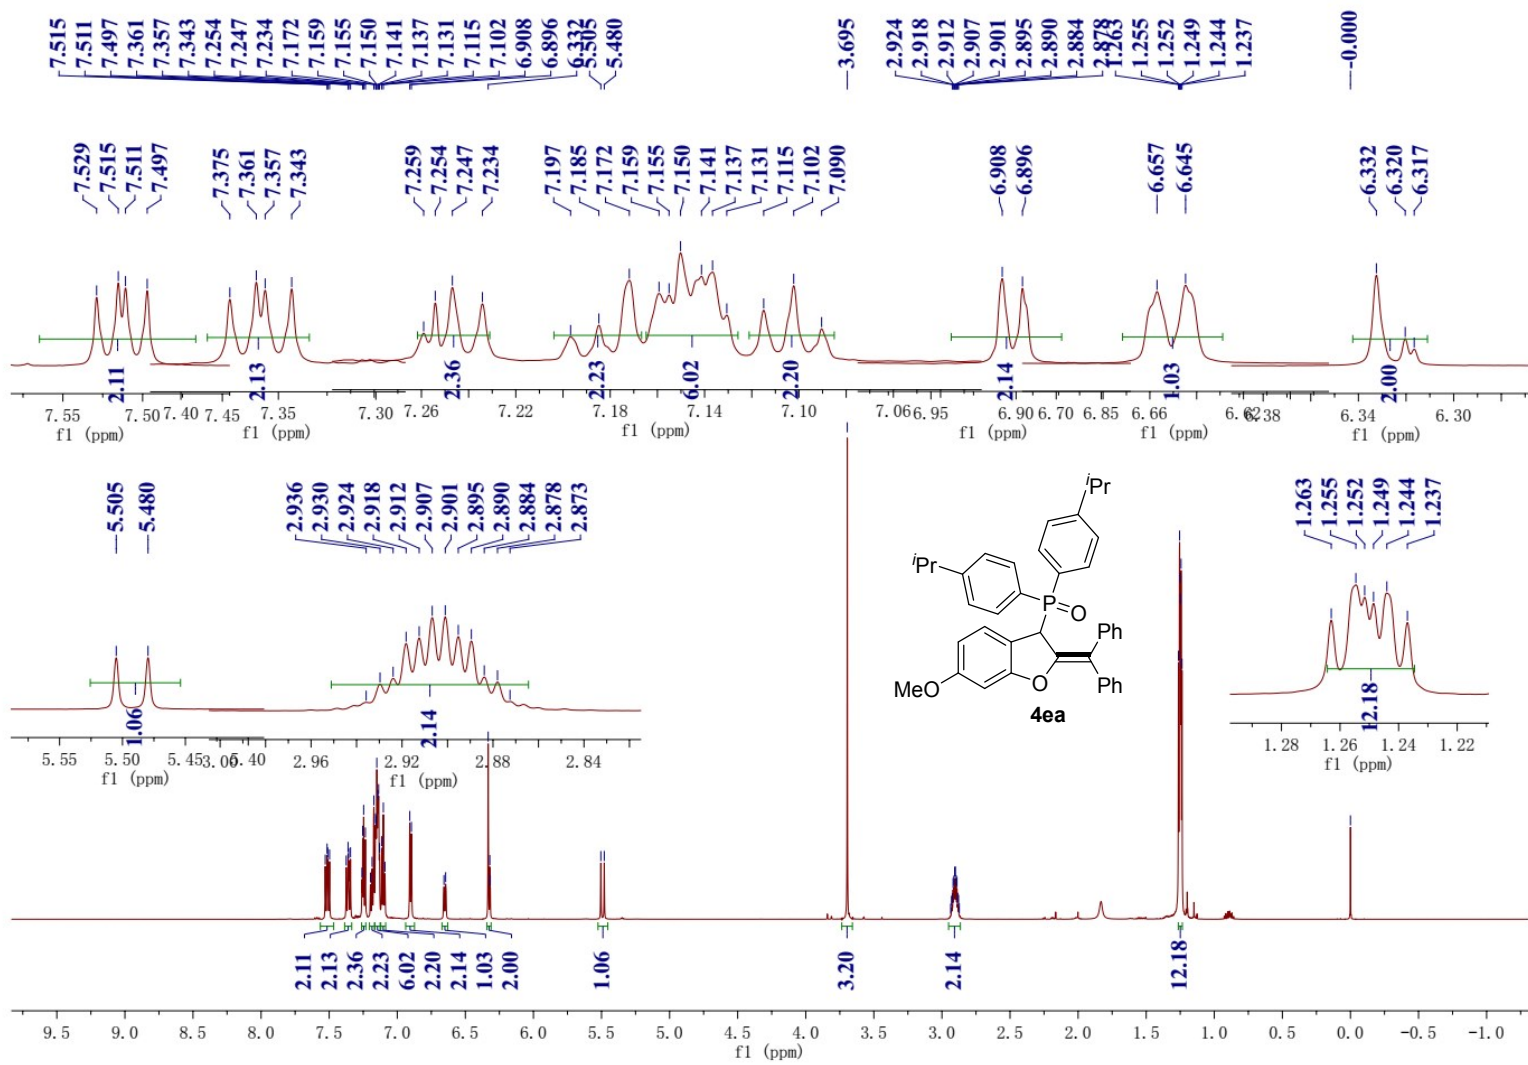 7.515 7.511 7.497 7.361 7.357 7.343 7.254 7.247 7.234 7.172 7.159 7.155 7.150 7.141 7.137 7.131 7.115 7.102 6.908 6.896 6.332 5.505 5.480 3.695 2.924 2.918 2.912 2.907 2.901 2.895 2.890 2.884 2.878 1.263 1.255 1.252 1.249 1.244 1.237 -0.000
7.529 7.515 7.511 7.497 7.375 7.361 7.357 7.343 7.259 7.254 7.247 7.234 7.197 7.185 7.172 7.159 7.155 7.150 7.141 7.137 7.131 7.115 7.102 7.090 6.908 6.896 6.657 6.645 6.332 6.320 6.317
2.11 2.13 2.36 2.23 6.02 2.20 2.14 1.03 2.00
7.55 7.50 7.40 7.45 7.35 7.30 7.26 7.22 7.18 7.14 7.10 7.06 6.95 6.90 6.70 6.85 6.66 6.62 6.38 6.34 6.30
f1 (ppm) f1 (ppm) f1 (ppm) f1 (ppm) f1 (ppm) f1 (ppm)
5.505 5.480 2.936 2.930 2.924 2.918 2.912 2.907 2.901 2.895 2.890 2.884 2.878 2.873 1.263 1.255 1.252 1.249 1.244 1.237
iPr
iPr
P O
Ph
MeO O Ph
4ea
1.06 2.14 12.18
5.55 5.50 5.45 3.00 5.40 2.96 2.92 2.88 2.84 1.28 1.26 1.24 1.22
f1 (ppm) f1 (ppm) f1 (ppm)
2.11 2.13 2.36 2.23 6.02 2.20 2.14 1.03 2.00 1.06 3.20 2.14 12.18
9.5 9.0 8.5 8.0 7.5 7.0 6.5 6.0 5.5 5.0 4.5 4.0 3.5 3.0 2.5 2.0 1.5 1.0 0.5 0.0 -0.5 -1.0
f1 (ppm)